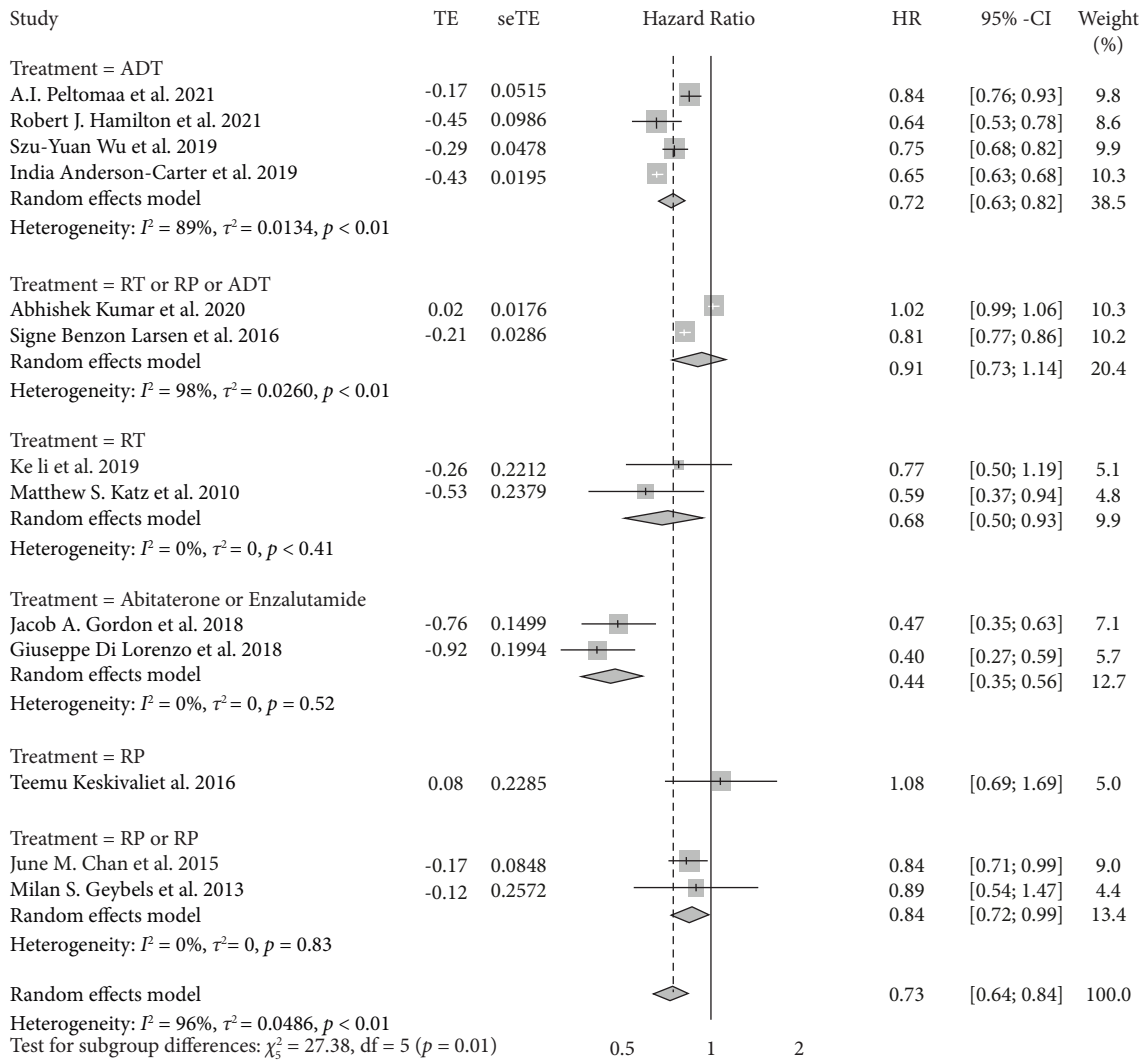 Study TE seTE Hazard Ratio HR 95% -CI Weight
(%)
Treatment = ADT
A.I. Peltomaa et al. 2021 -0.17 0.0515 0.84 [0.76; 0.93] 9.8
Robert J. Hamilton et al. 2021 -0.45 0.0986 0.64 [0.53; 0.78] 8.6
Szu-Yuan Wu et al. 2019 -0.29 0.0478 0.75 [0.68; 0.82] 9.9
India Anderson-Carter et al. 2019 -0.43 0.0195 0.65 [0.63; 0.68] 10.3
Random effects model 0.72 [0.63; 0.82] 38.5
Heterogeneity: I² = 89%, τ² = 0.0134, p < 0.01
Treatment = RT or RP or ADT
Abhishek Kumar et al. 2020 0.02 0.0176 1.02 [0.99; 1.06] 10.3
Signe Benzon Larsen et al. 2016 -0.21 0.0286 0.81 [0.77; 0.86] 10.2
Random effects model 0.91 [0.73; 1.14] 20.4
Heterogeneity: I² = 98%, τ² = 0.0260, p < 0.01
Treatment = RT
Ke li et al. 2019 -0.26 0.2212 0.77 [0.50; 1.19] 5.1
Matthew S. Katz et al. 2010 -0.53 0.2379 0.59 [0.37; 0.94] 4.8
Random effects model 0.68 [0.50; 0.93] 9.9
Heterogeneity: I² = 0%, τ² = 0, p < 0.41
Treatment = Abitaterone or Enzalutamide
Jacob A. Gordon et al. 2018 -0.76 0.1499 0.47 [0.35; 0.63] 7.1
Giuseppe Di Lorenzo et al. 2018 -0.92 0.1994 0.40 [0.27; 0.59] 5.7
Random effects model 0.44 [0.35; 0.56] 12.7
Heterogeneity: I² = 0%, τ² = 0, p = 0.52
Treatment = RP
Teemu Keskivaliet al. 2016 0.08 0.2285 1.08 [0.69; 1.69] 5.0
Treatment = RP or RP
June M. Chan et al. 2015 -0.17 0.0848 0.84 [0.71; 0.99] 9.0
Milan S. Geybels et al. 2013 -0.12 0.2572 0.89 [0.54; 1.47] 4.4
Random effects model 0.84 [0.72; 0.99] 13.4
Heterogeneity: I² = 0%, τ² = 0, p = 0.83
Random effects model 0.73 [0.64; 0.84] 100.0
Heterogeneity: I² = 96%, τ² = 0.0486, p < 0.01
Test for subgroup differences: χ²₅ = 27.38, df = 5 (p = 0.01)
0.5 1 2